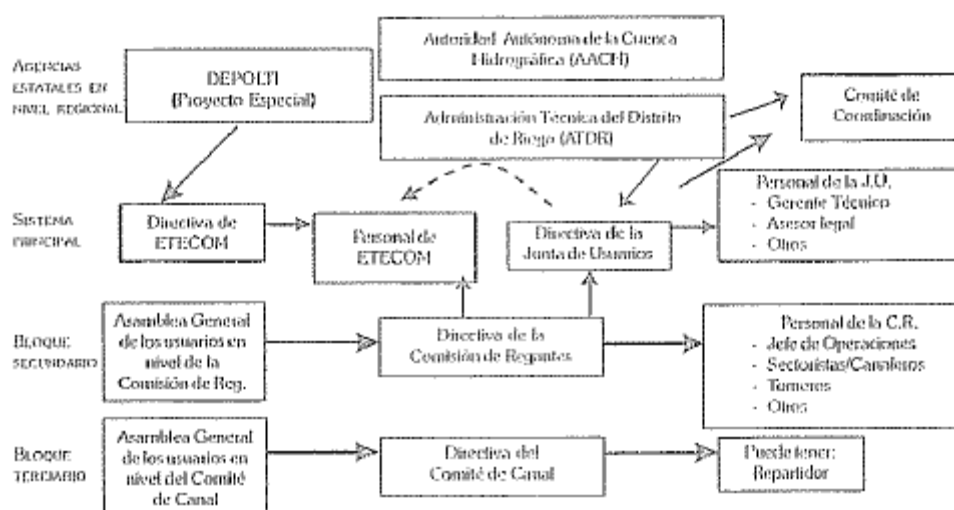 AGENCIAS
ESTATALES EN
NIVEL REGIONAL
DEPOLTI
(Proyecto Especial)
Autoridad Autónoma de la Cuenca
Hidrográfica (AACH)
Administración Técnica del Distrito
de Riego (ATDR)
Comité de
Coordinación
SISTEMA
PRINCIPAL
Directiva de
ETECOM
Personal de
ETECOM
Directiva de la
Junta de Usuarios
Personal de la J.U.
- Gerente Técnico
- Asesor legal
- Otros
BLOQUE
SECUNDARIO
Asamblea General
de los usuarios en
nivel de la
Comisión de Reg.
Directiva de la
Comisión de Regantes
Personal de la C.R.
- Jefe de Operaciones
- Sectoristas/Canaleros
- Tomeros
- Otros
BLOQUE
TERCIARIO
Asamblea General
de los usuarios en
nivel del Comité
de Canal
Directiva del
Comité de Canal
Puede tener:
Repartidor